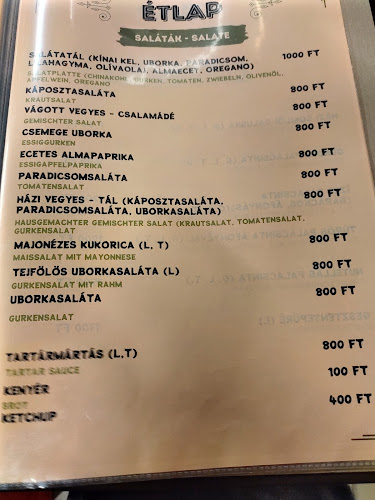 ÉTLAP
SALÁTÁK - SALATE
SALÁTATÁL (KÍNAI KEL, UBORKA, PARADICSOM, 1000 FT
LILAHAGYMA, OLÍVAOLAJ, ALMAECET, OREGANO)
SALATPLATTE (CHINAKOHL, GURKEN, TOMATEN, ZWIEBELN, OLIVENÖL,
APFELWEIN, OREGANO
KÁPOSZTASALÁTA 800 FT
KRAUTSALAT
VÁGOTT VEGYES - CSALAMÁDÉ 800 FT
GEMISCHTER SALAT
CSEMEGE UBORKA 800 FT
ESSIGGURKEN
ECETES ALMAPAPRIKA 800 FT
ESSIGAPFELPAPRIKA
PARADICSOMSALÁTA 800 FT
TOMATENSALAT
HÁZI VEGYES - TÁL (KÁPOSZTASALÁTA, 800 FT
PARADICSOMSALÁTA, UBORKASALÁTA)
HAUSGEMACHTER GEMISCHTER SALAT (KRAUTSALAT, TOMATENSALAT,
GURKENSALAT
MAJONÉZES KUKORICA (L, T) 800 FT
MAISSALAT MIT MAYONNESE
TEJFÖLÖS UBORKASALÁTA (L) 800 FT
GURKENSALAT MIT RAHM
UBORKASALÁTA 800 FT
GURKENSALAT
TARTÁRMÁRTÁS (L,T) 800 FT
TARTAR SAUCE
KENYÉR 100 FT
BROT
KETCHUP 400 FT